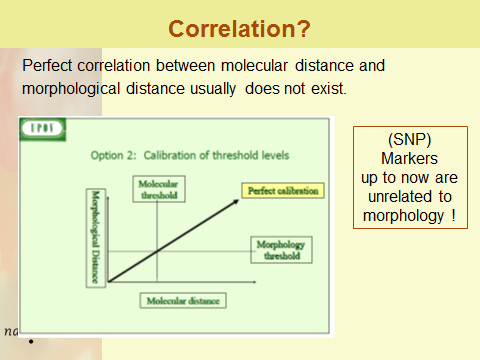 Correlation?
Perfect correlation between molecular distance and
morphological distance usually does not exist.
UPOV
Option 2: Calibration of threshold levels
Molecular
threshold
Perfect calibration
Morphological Distance
Morphology
threshold
Molecular distance
(SNP)
Markers
up to now are
unrelated to
morphology !